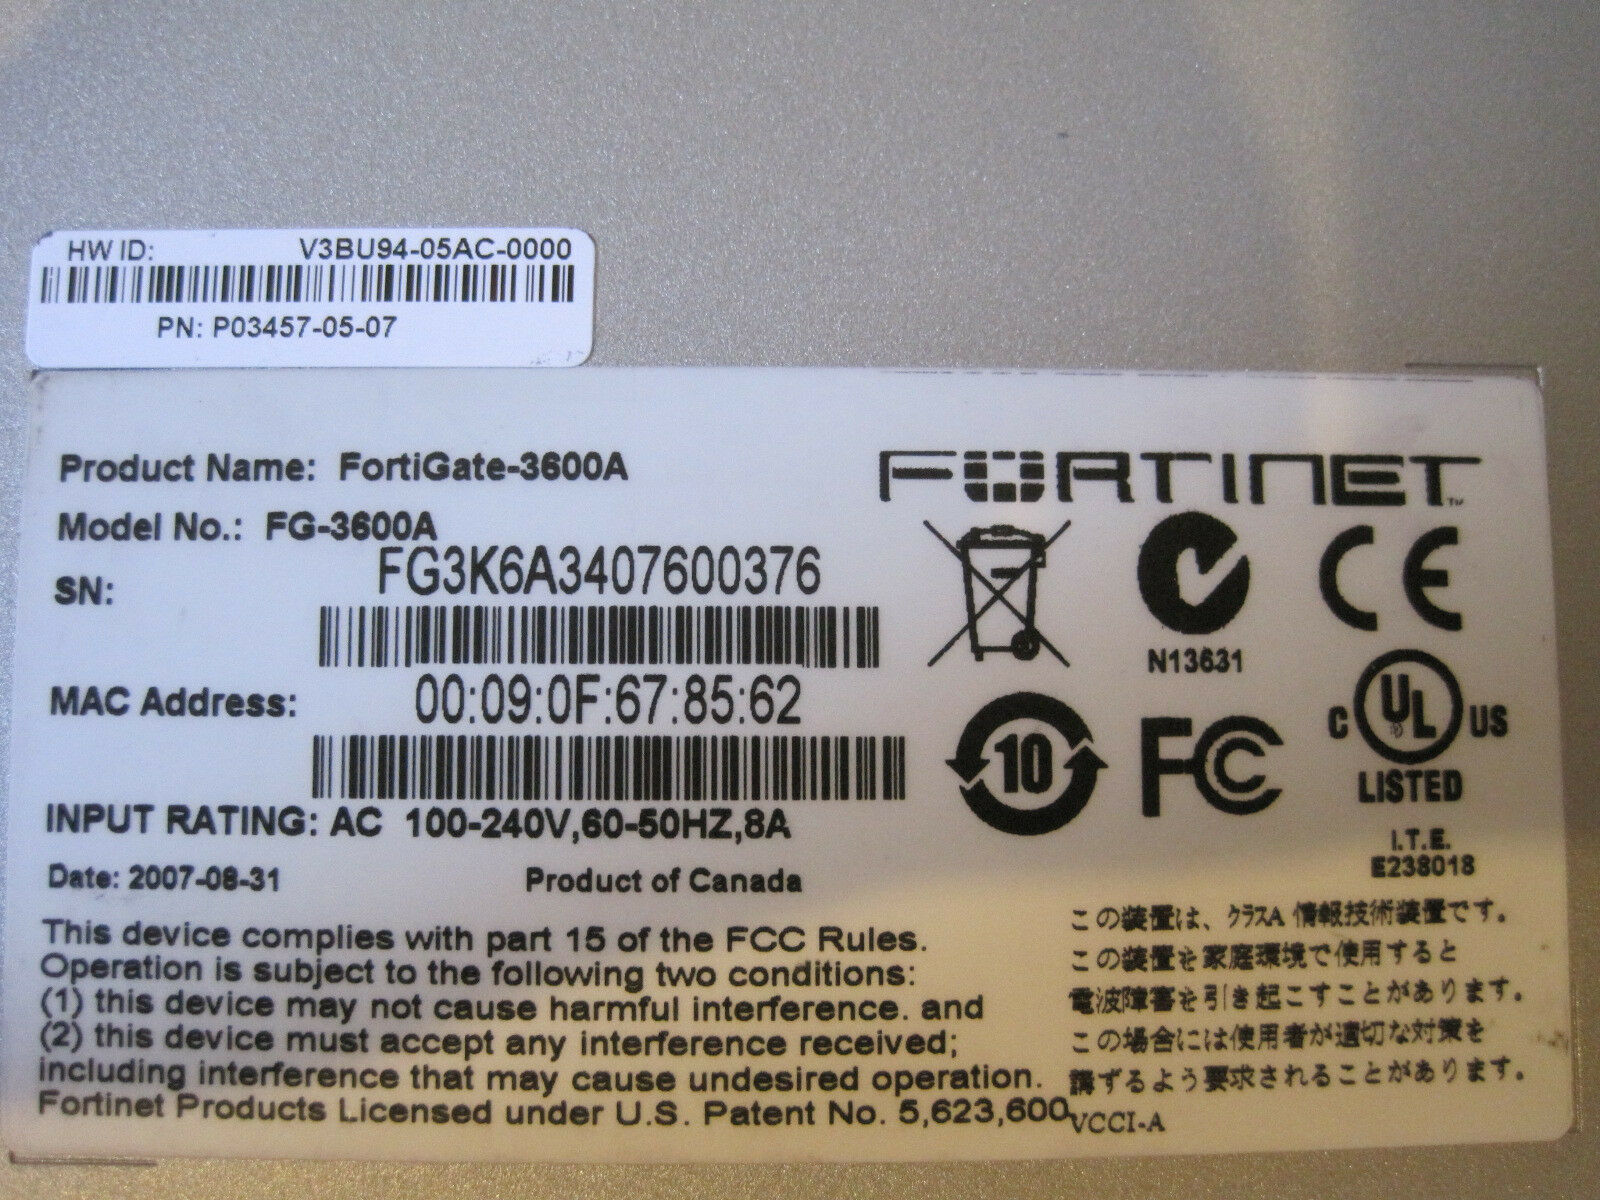 HW ID: V3BU94-05AC-0000
PN: P03457-05-07
Product Name: FortiGate-3600A
FORTINET TM
Model No.: FG-3600A
SN: FG3K6A3407600376
N13631
MAC Address: 00:09:0F:67:85:62
10
FC
C UL US
LISTED
CE
INPUT RATING: AC 100-240V,60-50HZ,8A
I.T.E.
E238018
Date: 2007-08-31 Product of Canada
This device complies with part 15 of the FCC Rules.
Operation is subject to the following two conditions:
(1) this device may not cause harmful interference. and
(2) this device must accept any interference received;
including interference that may cause undesired operation.
Fortinet Products Licensed under U.S. Patent No. 5,623,600
この装置は、クラスA 情報技術装置です。
この装置を家庭環境で使用すると
電波障害を引き起こすことがあります。
この場合には使用者が適切な対策を
講ずるよう要求されることがあります。
VCCI-A